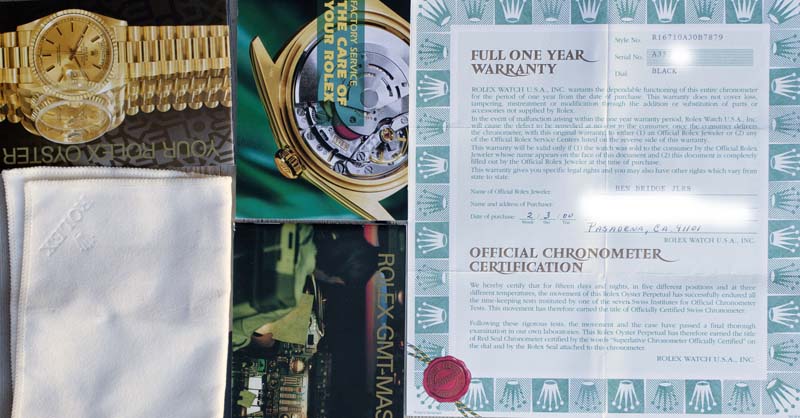 YOUR ROLEX OYSTER
ROLEX
FACTORY SERVICE
THE CARE OF
YOUR ROLEX
ROLEX GMT-MAS
Style No. R16710A30B7879
Serial No. A37
Dial BLACK
FULL ONE YEAR
WARRANTY
ROLEX WATCH U.S.A., INC. warrants the dependable functioning of this entire chronometer
for the period of one year from the date of purchase. This warranty does not cover loss,
tampering, mistreatment or modification through the addition or substitution of parts or
accessories not supplied by Rolex.
In the event of malfunction arising within the one year warranty period, Rolex Watch U.S.A., Inc.
will cause the defect to be remedied at no cost to the consumer, once the consumer delivers
the chronometer, with this original warranty to either (1) an Official Rolex Jeweler or (2) one
of the Official Rolex Service Centers listed on the reverse side of this warranty.
This warranty will be valid only if (1) the watch was sold to the consumer by the Official Rolex
Jeweler whose name appears on the face of this document and (2) this document is completely
filled out by the Official Rolex Jeweler at the time of purchase.
This warranty gives you specific legal rights and you may also have other rights which vary from
state to state.
Name of Official Rolex Jeweler: BEN BRIDGE JLRS
Name and address of Purchaser:
Date of purchase 2 / 3 / 00
Month Day Year
PASADENA, CA 91101
ROLEX WATCH U.S.A., INC.
OFFICIAL CHRONOMETER
CERTIFICATION
We hereby certify that for fifteen days and nights, in five different positions and at three
different temperatures, the movement of this Rolex Oyster Perpetual has successfully endured all
the time-keeping tests instituted by one of the seven Swiss Institutes for Official Chronometer
Tests. This movement has therefore earned the title of Officially Certified Swiss Chronometer.
Following these rigorous tests, the movement and the case have passed a final thorough
examination in our own laboratories. This Rolex Oyster Perpetual has therefore earned the title
of Red Seal Chronometer certified by the words "Superlative Chronometer Officially Certified" on
the dial and by the Rolex Seal attached to this chronometer.
ROLEX WATCH U.S.A., INC.